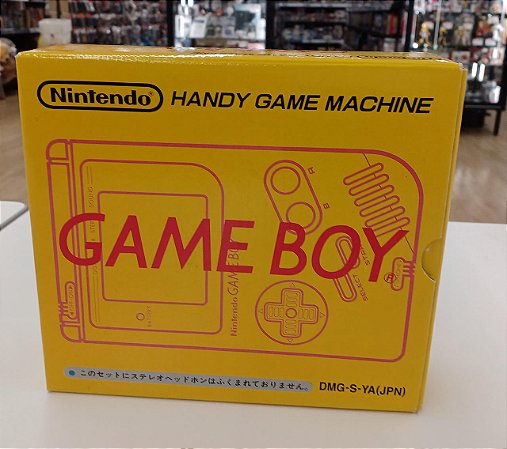 Nintendo HANDY GAME MACHINE
GAME BOY
Nintendo GAME BOY
B
A
SELECT
START
● このセットにステレオヘッドホンはふくまれておりません。 DMG-S-YA(JPN)